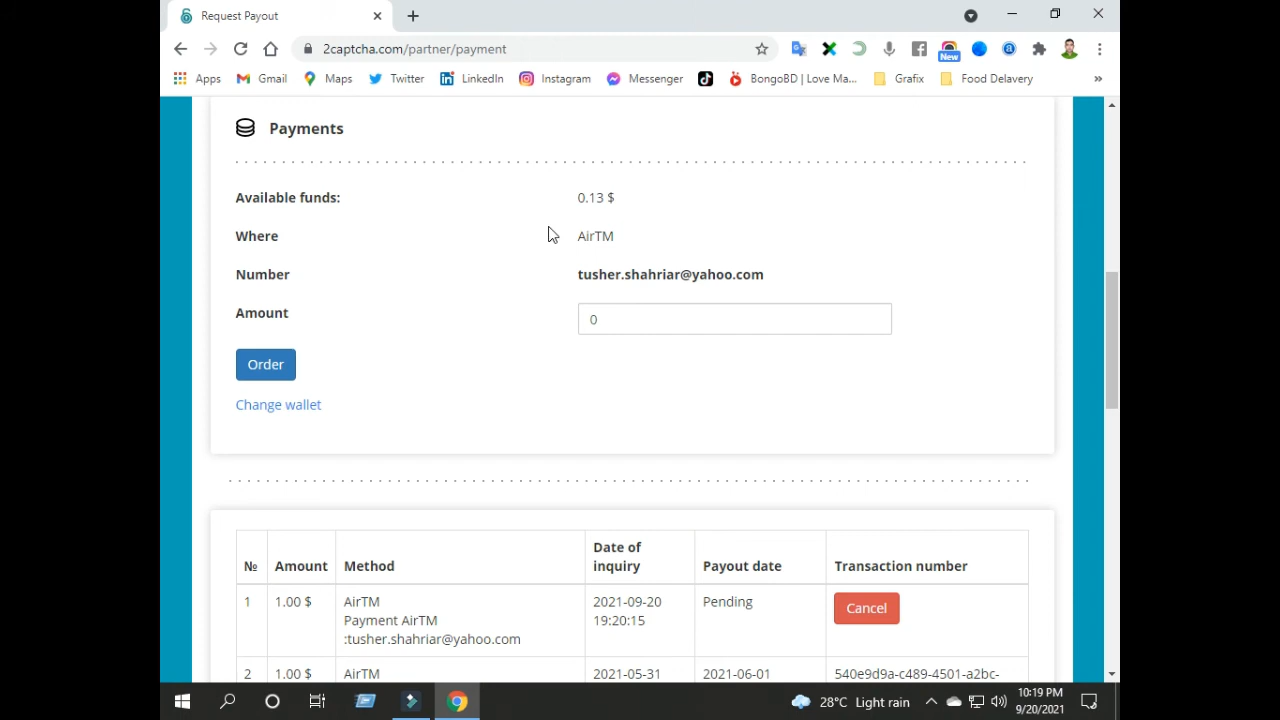 Request Payout
2captcha.com/partner/payment
New
Apps
Gmail
Maps
Twitter
LinkedIn
Instagram
Messenger
BongoBD | Love Ma...
Grafix
Food Delavery
»
Payments
Available funds: 0.13 $
Where AirTM
Number tusher.shahriar@yahoo.com
Amount 0
Order
Change wallet
№ Amount Method Date of inquiry Payout date Transaction number
1 1.00 $ AirTM 2021-09-20 Pending Cancel
Payment AirTM 19:20:15
:tusher.shahriar@yahoo.com
2 1.00 $ AirTM 2021-05-31 2021-06-01 540e9d9a-c489-4501-a2bc-
28°C Light rain
10:19 PM
9/20/2021